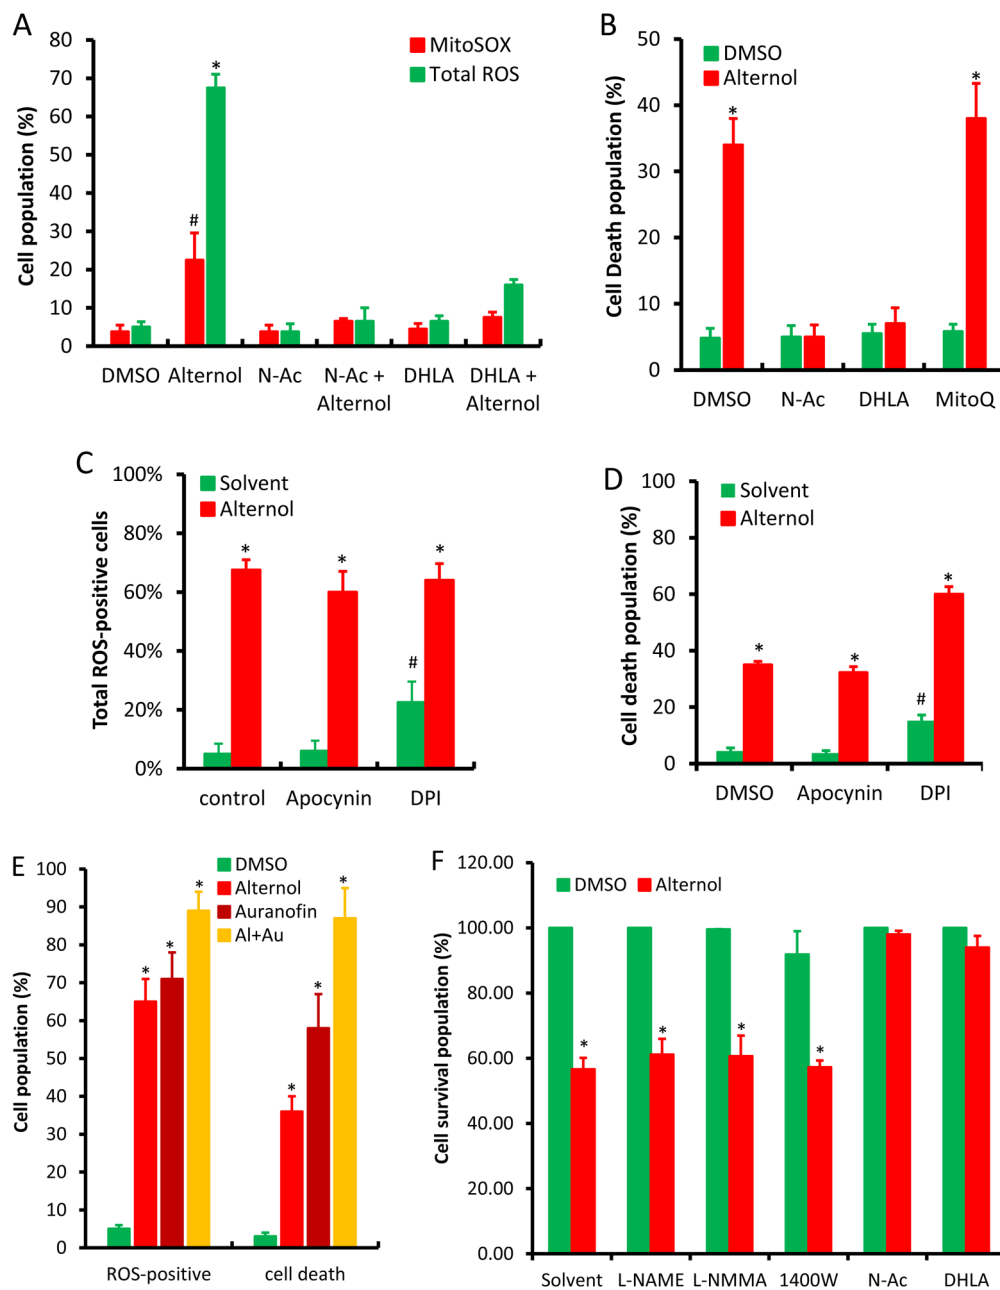 A
Cell population (%)
80
70
60
50
40
30
20
10
0
MitoSOX
Total ROS
#
*
DMSO Alternol N-Ac N-Ac + Alternol DHLA DHLA + Alternol
B
Cell Death population (%)
50
40
30
20
10
0
DMSO
Alternol
*
*
DMSO N-Ac DHLA MitoQ
C
Total ROS-positive cells
100%
80%
60%
40%
20%
0%
Solvent
Alternol
*
*
#
*
control Apocynin DPI
D
Cell death population (%)
100
80
60
40
20
0
Solvent
Alternol
*
*
#
*
DMSO Apocynin DPI
E
Cell population (%)
100
90
80
70
60
50
40
30
20
10
0
DMSO
Alternol
Auranofin
Al+Au
*
*
*
*
*
*
ROS-positive cell death
F
Cell survival population (%)
120.00
100.00
80.00
60.00
40.00
20.00
0.00
DMSO Alternol
*
*
*
*
Solvent L-NAME L-NMMA 1400W N-Ac DHLA